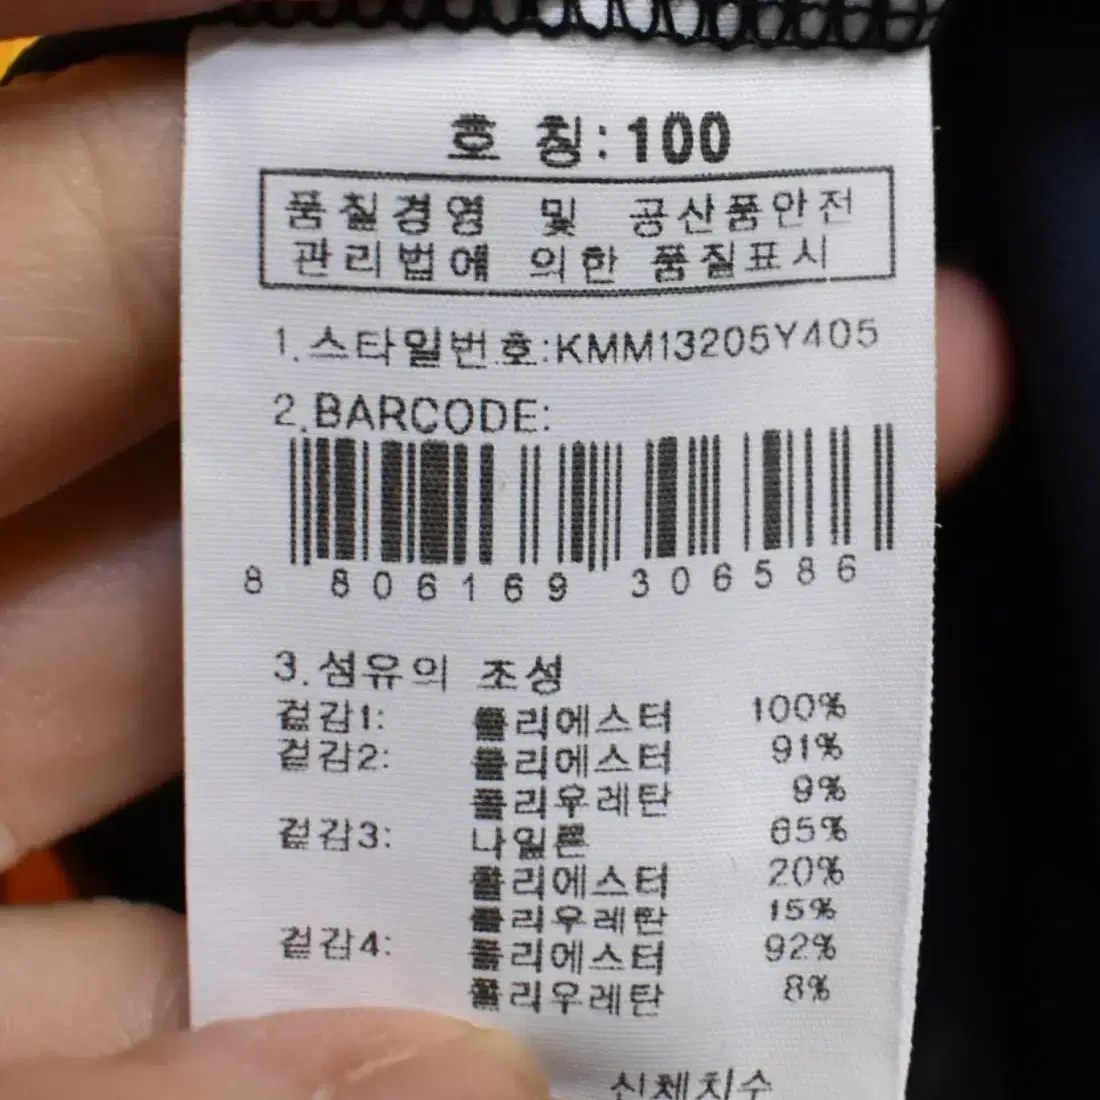 호 칭:100
품질경영 및 공산품안전
관리법에 의한 품질표시
1.스타일번호:KMM13205Y405
2.BARCODE:
8 806169 306586
3.섬유의 조성
겉감1: 폴리에스터 100%
겉감2: 폴리에스터 91%
폴리우레탄 9%
겉감3: 나일론 65%
폴리에스터 20%
폴리우레탄 15%
겉감4: 폴리에스터 92%
폴리우레탄 8%
신체치수